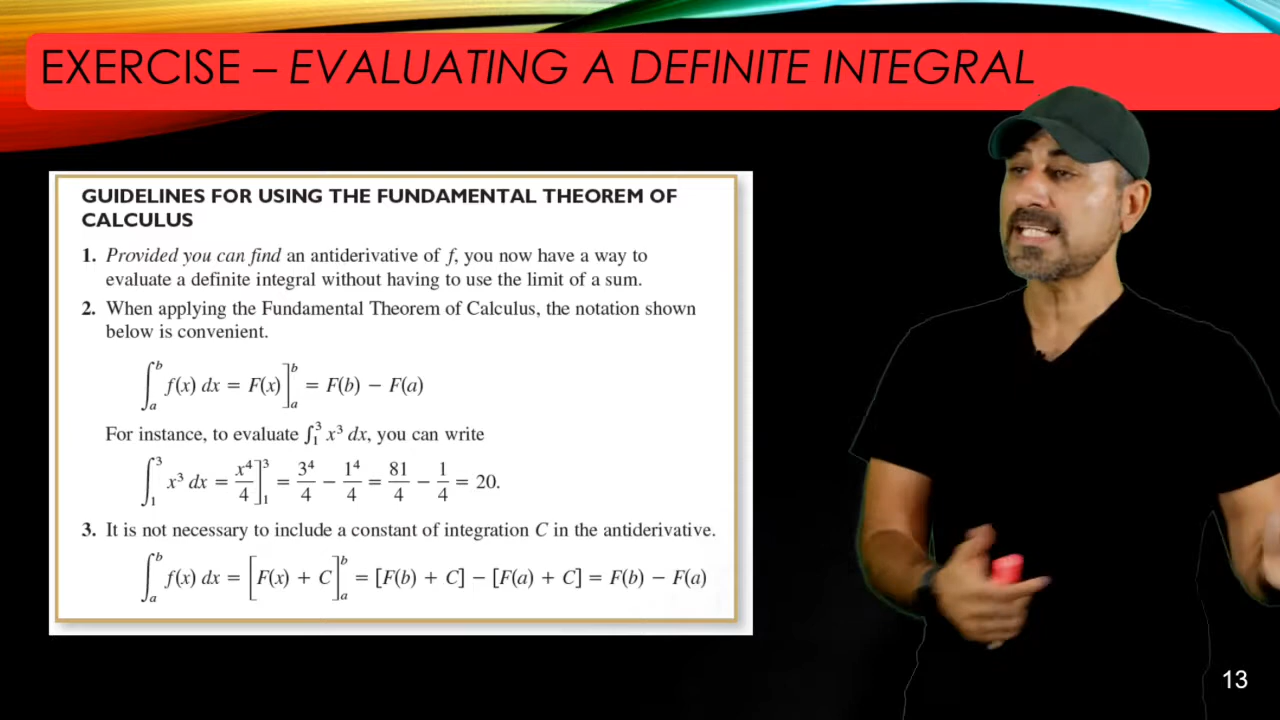 EXERCISE – EVALUATING A DEFINITE INTEGRAL
GUIDELINES FOR USING THE FUNDAMENTAL THEOREM OF
CALCULUS
1. Provided you can find an antiderivative of f, you now have a way to
evaluate a definite integral without having to use the limit of a sum.
2. When applying the Fundamental Theorem of Calculus, the notation shown
below is convenient.
∫_a^b f(x) dx = F(x)]_a^b = F(b) − F(a)
For instance, to evaluate ∫_1^3 x³ dx, you can write
∫_1^3 x³ dx = x⁴/4]_1^3 = 3⁴/4 − 1⁴/4 = 81/4 − 1/4 = 20.
3. It is not necessary to include a constant of integration C in the antiderivative.
∫_a^b f(x) dx = [F(x) + C]_a^b = [F(b) + C] − [F(a) + C] = F(b) − F(a)
13